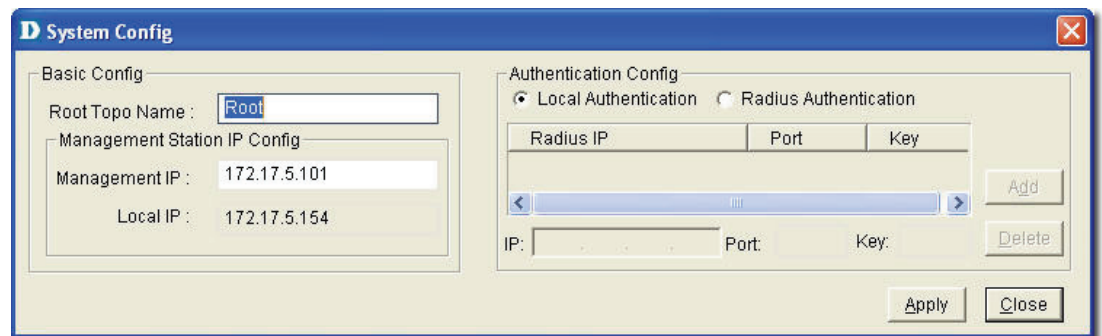 D System Config
Basic Config
Root Topo Name : Root
Management Station IP Config
Management IP : 172.17.5.101
Local IP : 172.17.5.154
Authentication Config
Local Authentication Radius Authentication
Radius IP Port Key
Add
IP: . . . Port: Key: Delete
Apply Close